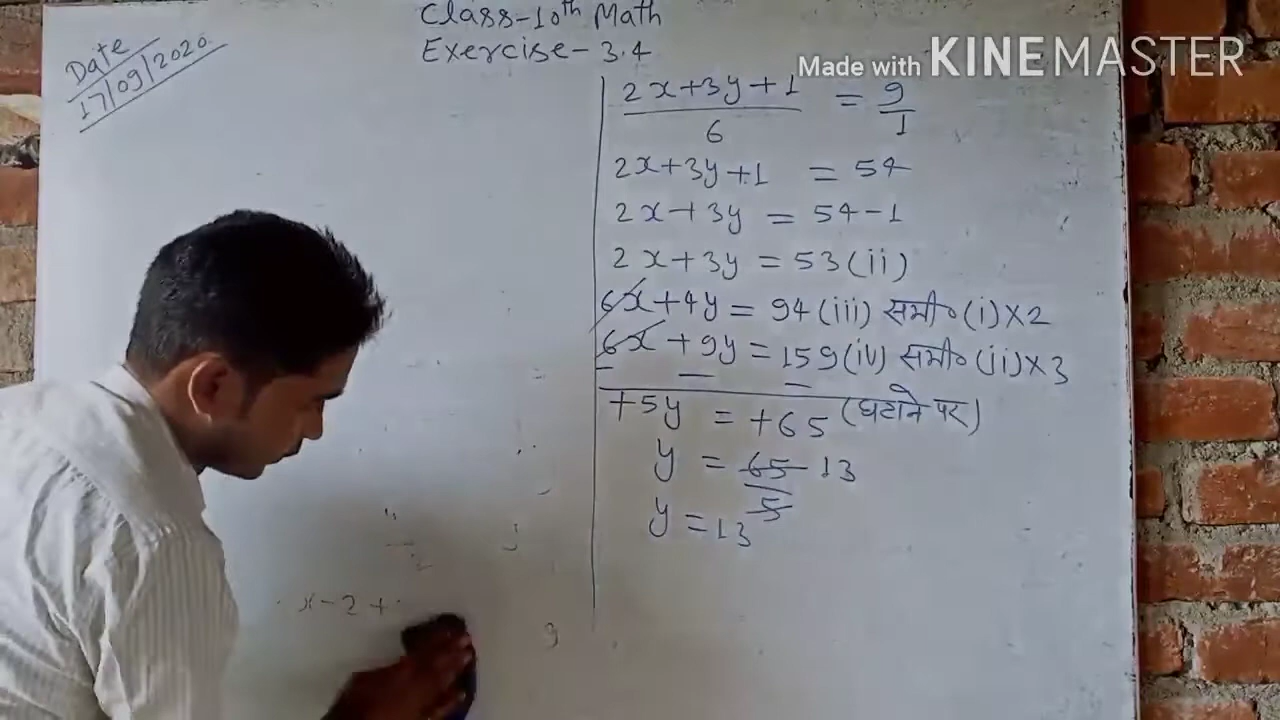 Class-10th Math
Exercise-3.4
Date
17/09/2020
Made with KINEMASTER
2x+3y+1 = 9
6 1
2x+3y+1 = 54
2x+3y = 54-1
2x+3y = 53(ii)
6x+4y = 94(iii) समी० (i)×2
6x+9y = 159(iv) समी० (ii)×3
- - -
+5y = +65 (घटाने पर)
y = 65 13
5
y = 13
x-2+